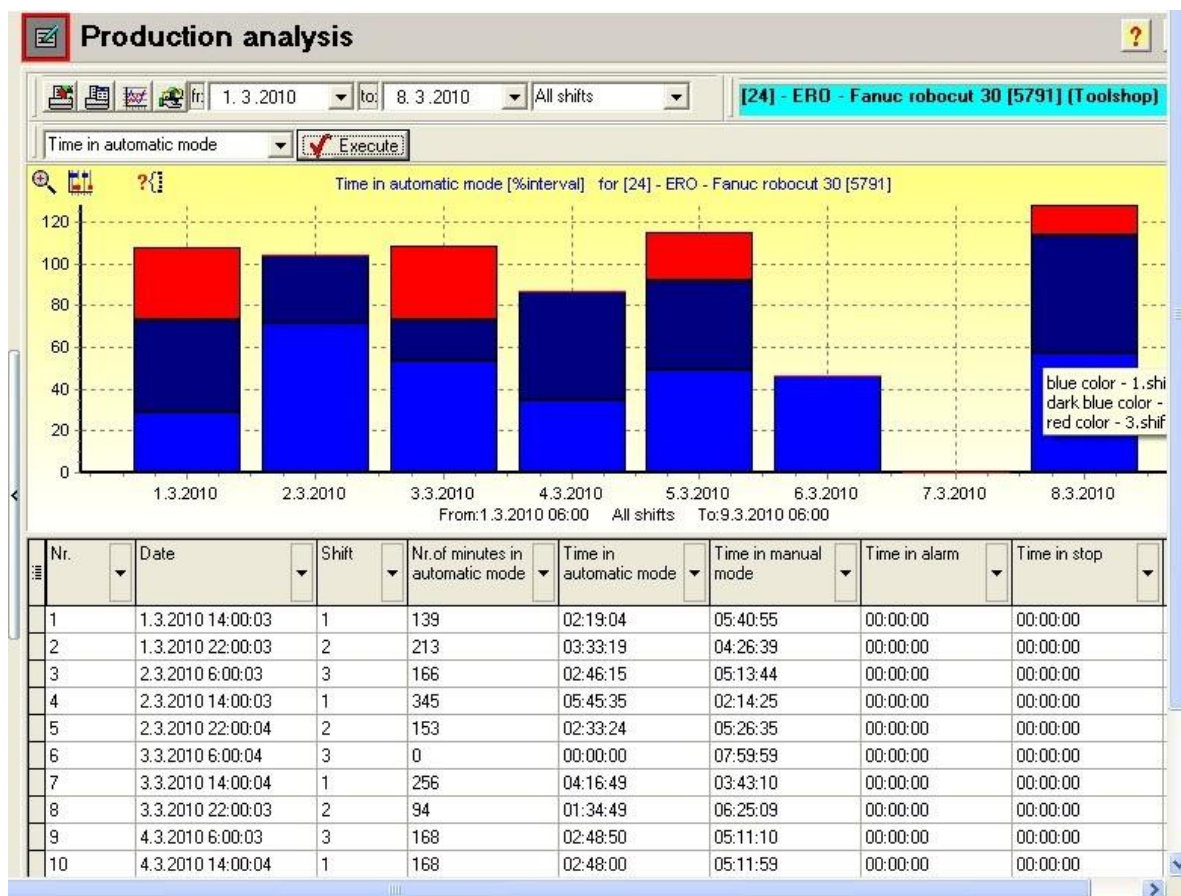 Production analysis
?
fr: 1. 3.2010 to: 8. 3.2010 All shifts
[24] - ERO - Fanuc robocut 30 [5791] (Toolshop)
Time in automatic mode Execute
?{
Time in automatic mode [%interval] for [24] - ERO - Fanuc robocut 30 [5791]
120
100
80
60
40
20
0
blue color - 1.shi
dark blue color -
red color - 3.shif
1.3.2010 2.3.2010 3.3.2010 4.3.2010 5.3.2010 6.3.2010 7.3.2010 8.3.2010
From:1.3.2010 06:00 All shifts To:9.3.2010 06:00
Nr. Date Shift Nr.of minutes in automatic mode Time in automatic mode Time in manual mode Time in alarm Time in stop
1 1.3.2010 14:00:03 1 139 02:19:04 05:40:55 00:00:00 00:00:00
2 1.3.2010 22:00:03 2 213 03:33:19 04:26:39 00:00:00 00:00:00
3 2.3.2010 6:00:03 3 166 02:46:15 05:13:44 00:00:00 00:00:00
4 2.3.2010 14:00:03 1 345 05:45:35 02:14:25 00:00:00 00:00:00
5 2.3.2010 22:00:04 2 153 02:33:24 05:26:35 00:00:00 00:00:00
6 3.3.2010 6:00:04 3 0 00:00:00 07:59:59 00:00:00 00:00:00
7 3.3.2010 14:00:04 1 256 04:16:49 03:43:10 00:00:00 00:00:00
8 3.3.2010 22:00:03 2 94 01:34:49 06:25:09 00:00:00 00:00:00
9 4.3.2010 6:00:03 3 168 02:48:50 05:11:10 00:00:00 00:00:00
10 4.3.2010 14:00:04 1 168 02:48:00 05:11:59 00:00:00 00:00:00